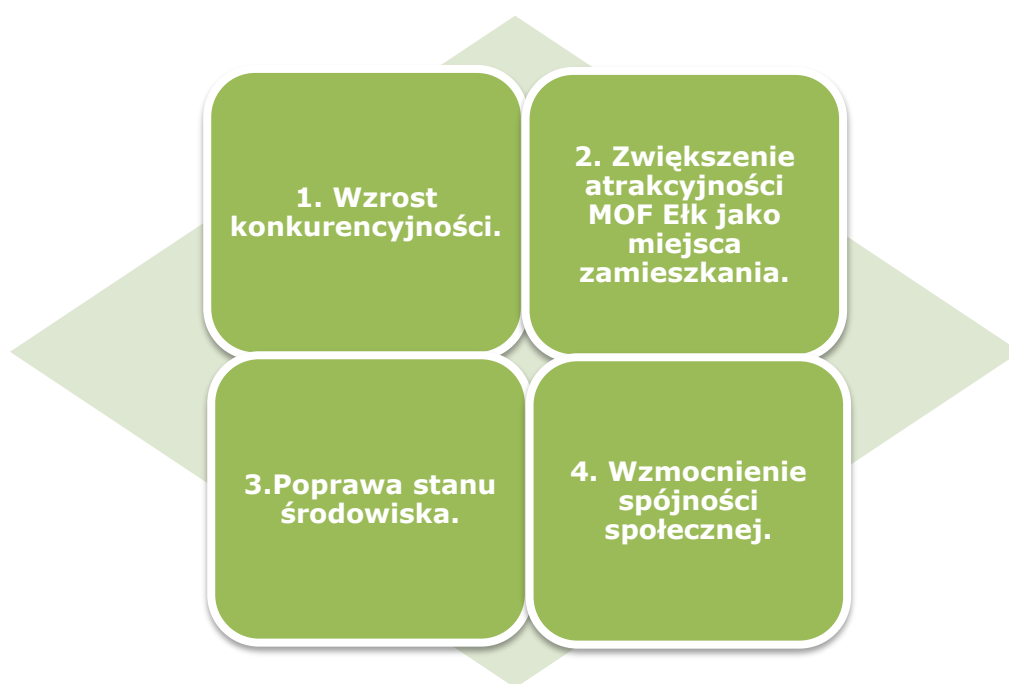 1. Wzrost
konkurencyjności.
2. Zwiększenie
atrakcyjności
MOF Ełk jako
miejsca
zamieszkania.
3.Poprawa stanu
środowiska.
4. Wzmocnienie
spójności
społecznej.